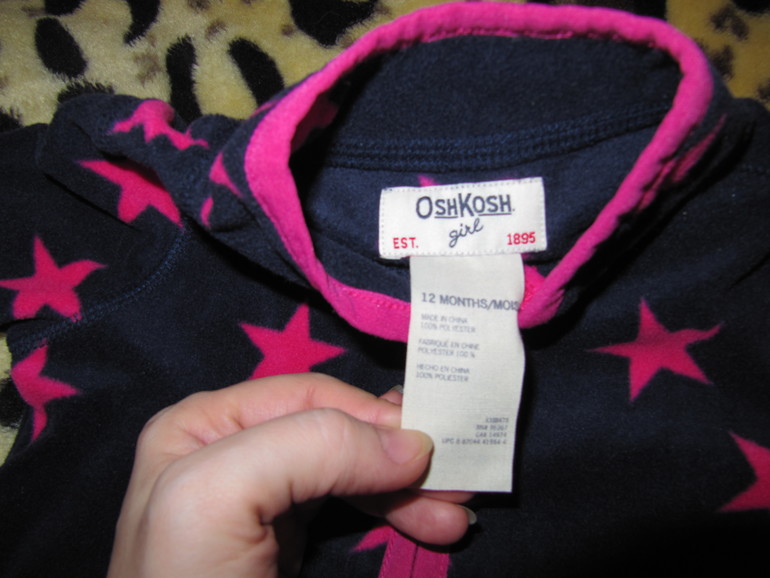 OSHKOSH
girl
EST. 1895
12 MONTHS/MOIS
MADE IN CHINA
100% POLYESTER
FABRIQUÉ EN CHINE
POLYESTER 100 %
HECHO EN CHINA
100% POLIESTER